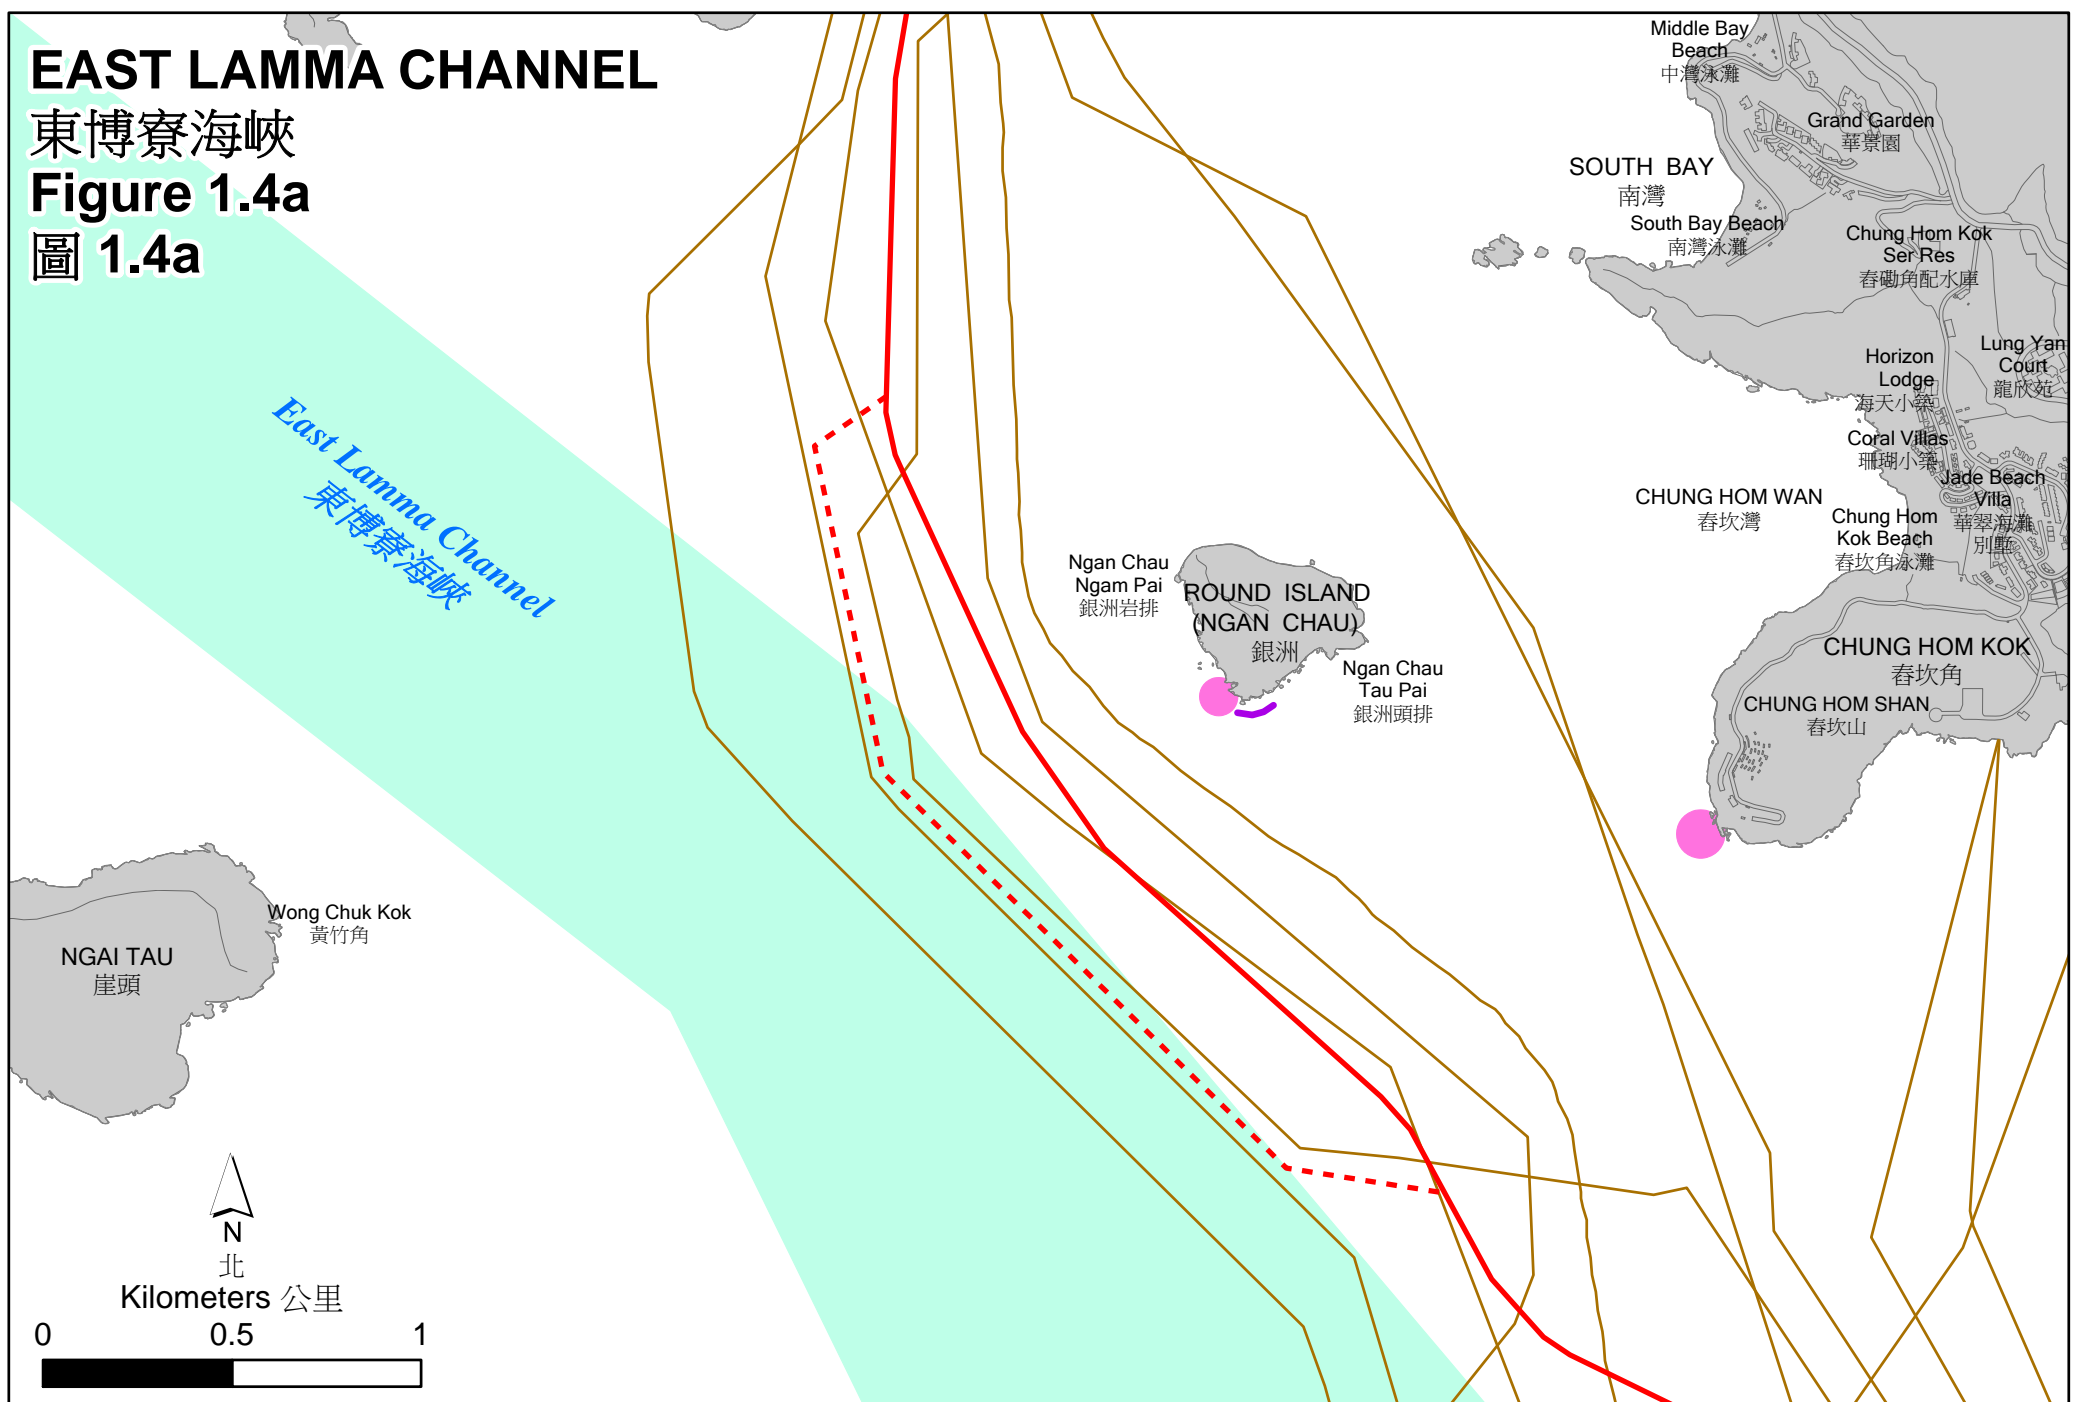 EAST LAMMA CHANNEL
東博寮海峽
Figure 1.4a
圖 1.4a
Middle Bay
Beach
中灣泳灘
Grand Garden
華景園
SOUTH BAY
南灣
South Bay Beach
南灣泳灘
Chung Hom Kok
Ser Res
舂磡角配水庫
Horizon
Lodge
海天小築
Lung Yan
Court
龍欣苑
East Lamma Channel
東博寮海峽
Coral Villas
珊瑚小築
Jade Beach
Villa
華翠海灘
別墅
CHUNG HOM WAN
舂坎灣
Chung Hom
Kok Beach
舂坎角泳灘
Ngan Chau
Ngam Pai
銀洲岩排
ROUND ISLAND
(NGAN CHAU)
銀洲
Ngan Chau
Tau Pai
銀洲頭排
CHUNG HOM KOK
舂坎角
CHUNG HOM SHAN
舂坎山
Wong Chuk Kok
黃竹角
NGAI TAU
崖頭
N
北
Kilometers 公里
0 0.5 1